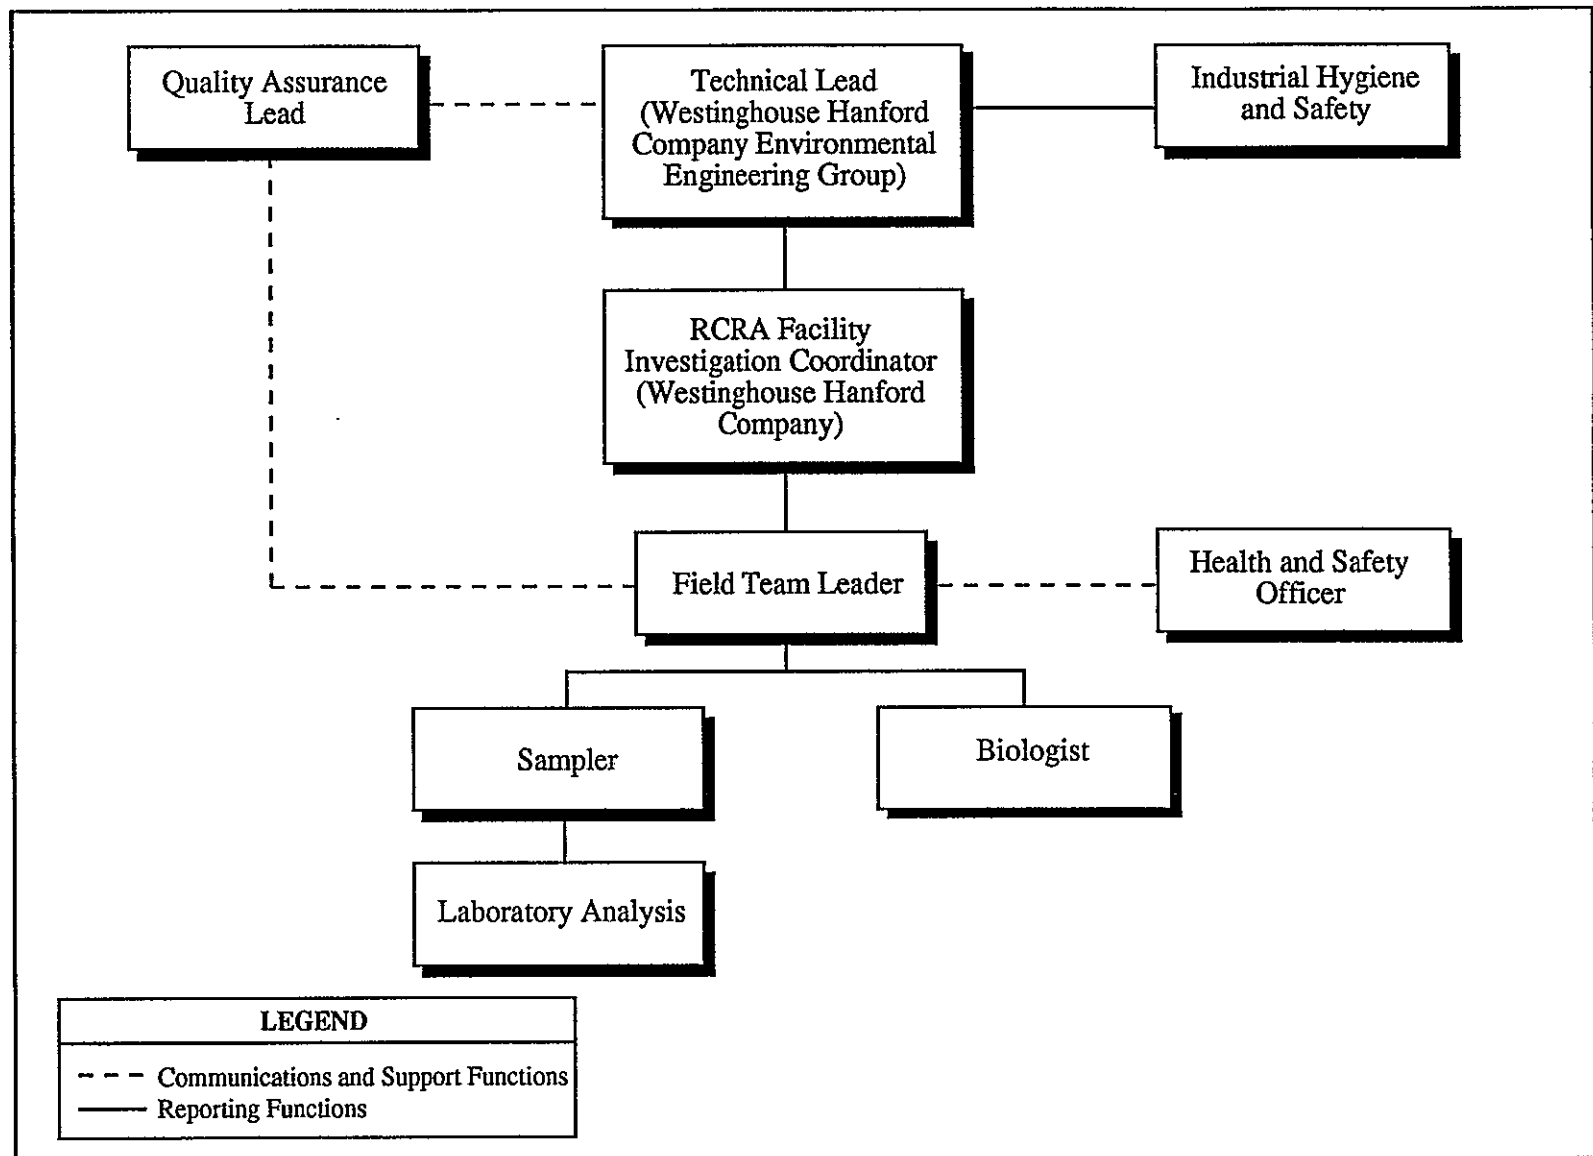 Quality Assurance
Lead
Technical Lead
(Westinghouse Hanford
Company Environmental
Engineering Group)
Industrial Hygiene
and Safety
RCRA Facility
Investigation Coordinator
(Westinghouse Hanford
Company)
Field Team Leader
Health and Safety
Officer
Sampler
Biologist
Laboratory Analysis
LEGEND
Communications and Support Functions
Reporting Functions